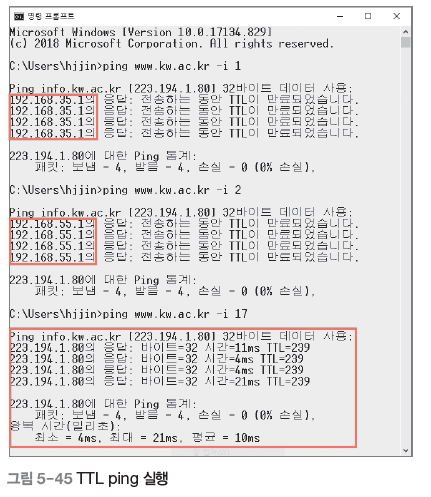 명령 프롬프트
Microsoft Windows [Version 10.0.17134.829]
(c) 2018 Microsoft Corporation. All rights reserved.
C:\Users\hjjin>ping www.kw.ac.kr -i 1
Ping info.kw.ac.kr [223.194.1.80] 32바이트 데이터 사용:
192.168.35.1의 응답: 전송하는 동안 TTL이 만료되었습니다.
192.168.35.1의 응답: 전송하는 동안 TTL이 만료되었습니다.
192.168.35.1의 응답: 전송하는 동안 TTL이 만료되었습니다.
192.168.35.1의 응답: 전송하는 동안 TTL이 만료되었습니다.
223.194.1.80에 대한 Ping 통계:
패킷: 보냄 = 4, 받음 = 4, 손실 = 0 (0% 손실),
C:\Users\hjjin>ping www.kw.ac.kr -i 2
Ping info.kw.ac.kr [223.194.1.80] 32바이트 데이터 사용:
192.168.55.1의 응답: 전송하는 동안 TTL이 만료되었습니다.
192.168.55.1의 응답: 전송하는 동안 TTL이 만료되었습니다.
192.168.55.1의 응답: 전송하는 동안 TTL이 만료되었습니다.
192.168.55.1의 응답: 전송하는 동안 TTL이 만료되었습니다.
223.194.1.80에 대한 Ping 통계:
패킷: 보냄 = 4, 받음 = 4, 손실 = 0 (0% 손실),
C:\Users\hjjin>ping www.kw.ac.kr -i 17
Ping info.kw.ac.kr [223.194.1.80] 32바이트 데이터 사용:
223.194.1.80의 응답: 바이트=32 시간=11ms TTL=239
223.194.1.80의 응답: 바이트=32 시간=4ms TTL=239
223.194.1.80의 응답: 바이트=32 시간=4ms TTL=239
223.194.1.80의 응답: 바이트=32 시간=21ms TTL=239
223.194.1.80에 대한 Ping 통계:
패킷: 보냄 = 4, 받음 = 4, 손실 = 0 (0% 손실),
왕복 시간(밀리초):
최소 = 4ms, 최대 = 21ms, 평균 = 10ms
그림 5-45 TTL ping 실행